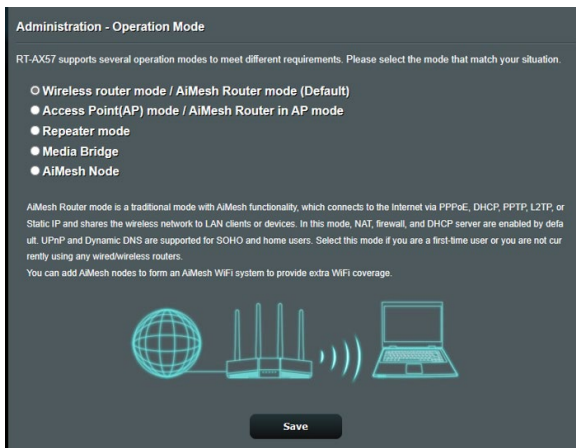 Administration - Operation Mode
RT-AX57 supports several operation modes to meet different requirements. Please select the mode that match your situation.
Wireless router mode / AiMesh Router mode (Default)
Access Point(AP) mode / AiMesh Router in AP mode
Repeater mode
Media Bridge
AiMesh Node
AiMesh Router mode is a traditional mode with AiMesh functionality, which connects to the Internet via PPPoE, DHCP, PPTP, L2TP, or
Static IP and shares the wireless network to LAN clients or devices. In this mode, NAT, firewall, and DHCP server are enabled by defa
ult. UPnP and Dynamic DNS are supported for SOHO and home users. Select this mode if you are a first-time user or you are not cur
rently using any wired/wireless routers.
You can add AiMesh nodes to form an AiMesh WiFi system to provide extra WiFi coverage.
Save